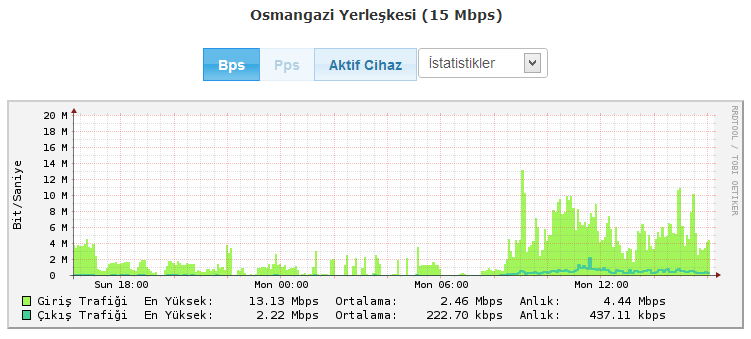 Osmangazi Yerleşkesi (15 Mbps)
Bps Pps Aktif Cihaz İstatistikler
RRDTOOL / TOBI OETIKER
Bit/Saniye
20 M
18 M
16 M
14 M
12 M
10 M
8 M
6 M
4 M
2 M
0
Sun 18:00 Mon 00:00 Mon 06:00 Mon 12:00
Giriş Trafiği En Yüksek: 13.13 Mbps Ortalama: 2.46 Mbps Anlık: 4.44 Mbps
Çıkış Trafiği En Yüksek: 2.22 Mbps Ortalama: 222.70 kbps Anlık: 437.11 kbps